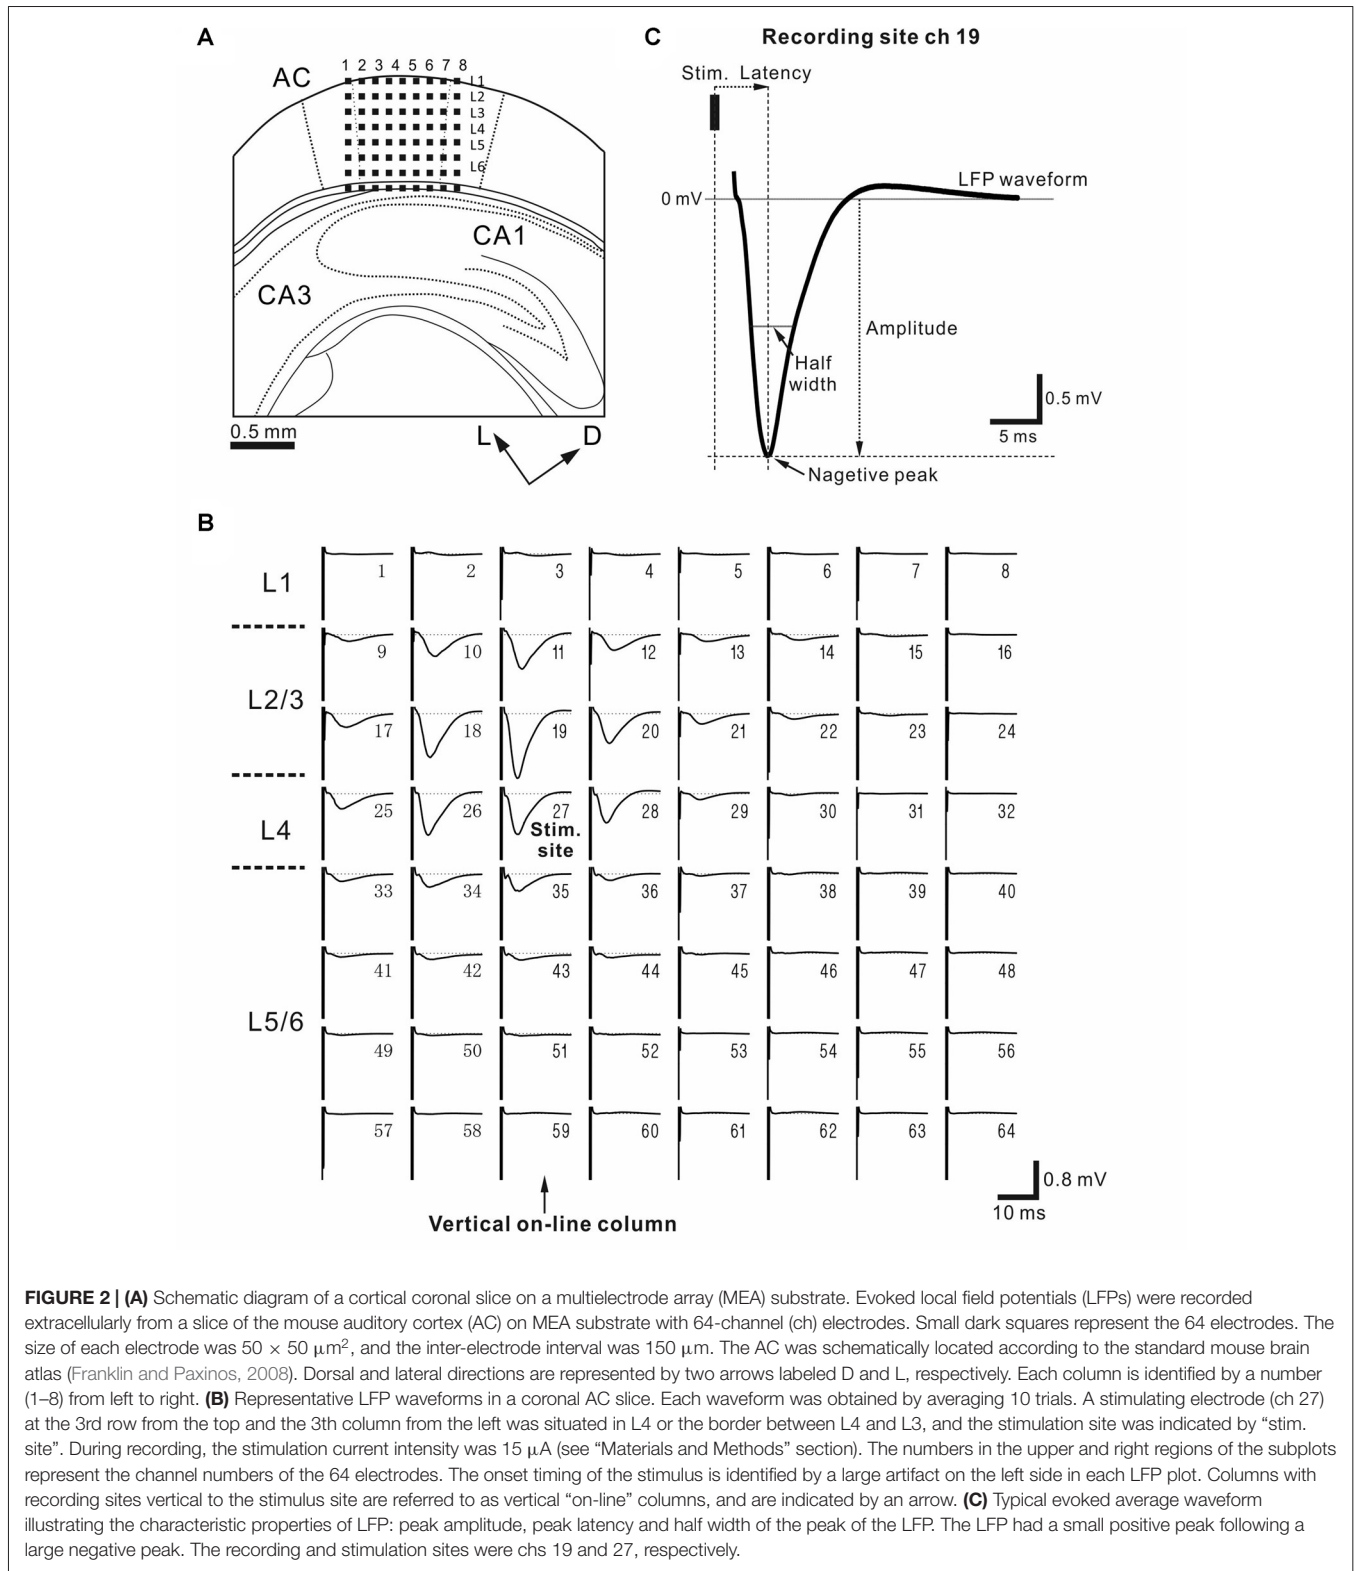 A
1 2 3 4 5 6 7 8
AC
L1
L2
L3
L4
L5
L6
CA1
CA3
0.5 mm
L
D
C
Recording site ch 19
Stim. Latency
LFP waveform
0 mV
Amplitude
Half
width
0.5 mV
5 ms
Nagetive peak
B
L1
1 2 3 4 5 6 7 8
9 10 11 12 13 14 15 16
L2/3
17 18 19 20 21 22 23 24
25 26 27 28 29 30 31 32
L4
Stim.
site
33 34 35 36 37 38 39 40
41 42 43 44 45 46 47 48
L5/6
49 50 51 52 53 54 55 56
57 58 59 60 61 62 63 64
0.8 mV
10 ms
Vertical on-line column
FIGURE 2 | (A) Schematic diagram of a cortical coronal slice on a multielectrode array (MEA) substrate. Evoked local field potentials (LFPs) were recorded
extracellularly from a slice of the mouse auditory cortex (AC) on MEA substrate with 64-channel (ch) electrodes. Small dark squares represent the 64 electrodes. The
size of each electrode was 50 × 50 μm², and the inter-electrode interval was 150 μm. The AC was schematically located according to the standard mouse brain
atlas (Franklin and Paxinos, 2008). Dorsal and lateral directions are represented by two arrows labeled D and L, respectively. Each column is identified by a number
(1–8) from left to right. (B) Representative LFP waveforms in a coronal AC slice. Each waveform was obtained by averaging 10 trials. A stimulating electrode (ch 27)
at the 3rd row from the top and the 3th column from the left was situated in L4 or the border between L4 and L3, and the stimulation site was indicated by “stim.
site”. During recording, the stimulation current intensity was 15 μA (see “Materials and Methods” section). The numbers in the upper and right regions of the subplots
represent the channel numbers of the 64 electrodes. The onset timing of the stimulus is identified by a large artifact on the left side in each LFP plot. Columns with
recording sites vertical to the stimulus site are referred to as vertical “on-line” columns, and are indicated by an arrow. (C) Typical evoked average waveform
illustrating the characteristic properties of LFP: peak amplitude, peak latency and half width of the peak of the LFP. The LFP had a small positive peak following a
large negative peak. The recording and stimulation sites were chs 19 and 27, respectively.